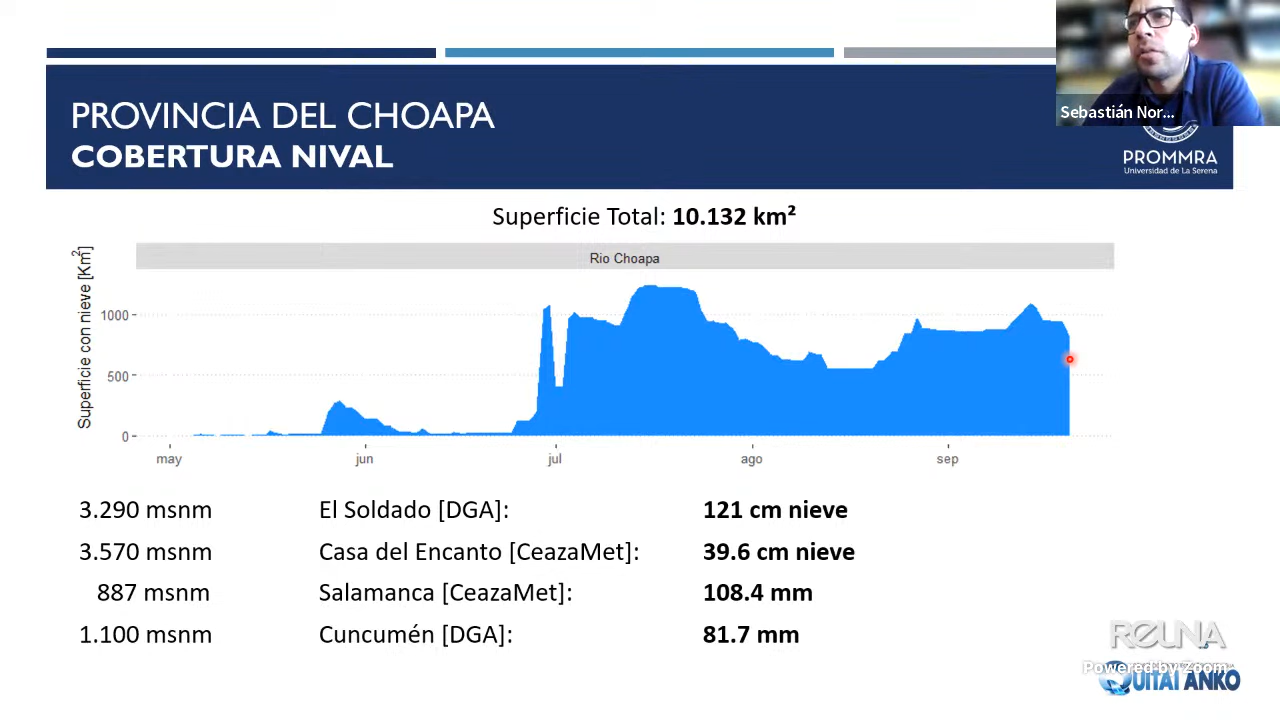 Sebastián Nor...
PROVINCIA DEL CHOAPA
COBERTURA NIVAL
PROMMRA
Universidad de La Serena
Superficie Total: 10.132 km²
Rio Choapa
Superficie con nieve [Km²]
1000
500
0
may jun jul ago sep
3.290 msnm El Soldado [DGA]: 121 cm nieve
3.570 msnm Casa del Encanto [CeazaMet]: 39.6 cm nieve
887 msnm Salamanca [CeazaMet]: 108.4 mm
1.100 msnm Cuncumén [DGA]: 81.7 mm
REUNA
Powered by Zoom
QUITAI ANKO